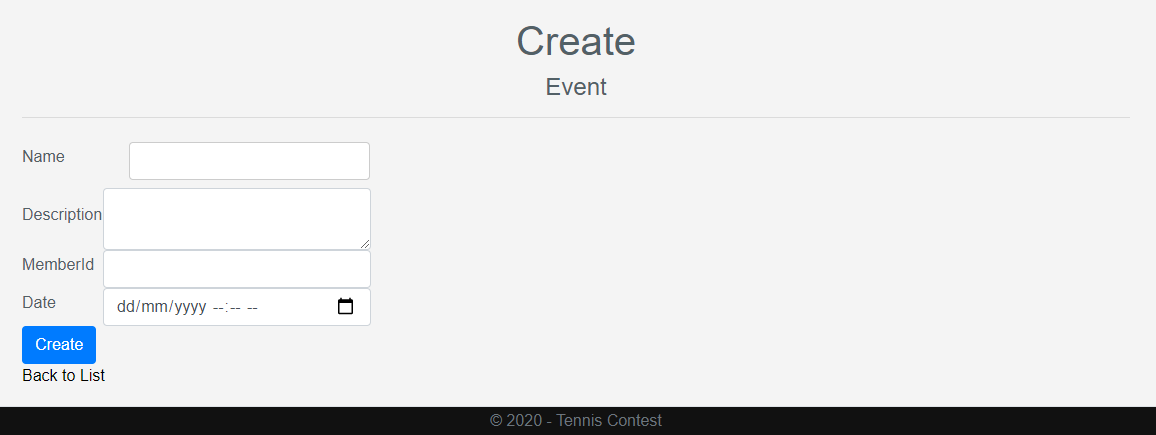 Create
Event
Name
Description
MemberId
Date dd/mm/yyyy --:-- --
Create
Back to List
© 2020 - Tennis Contest